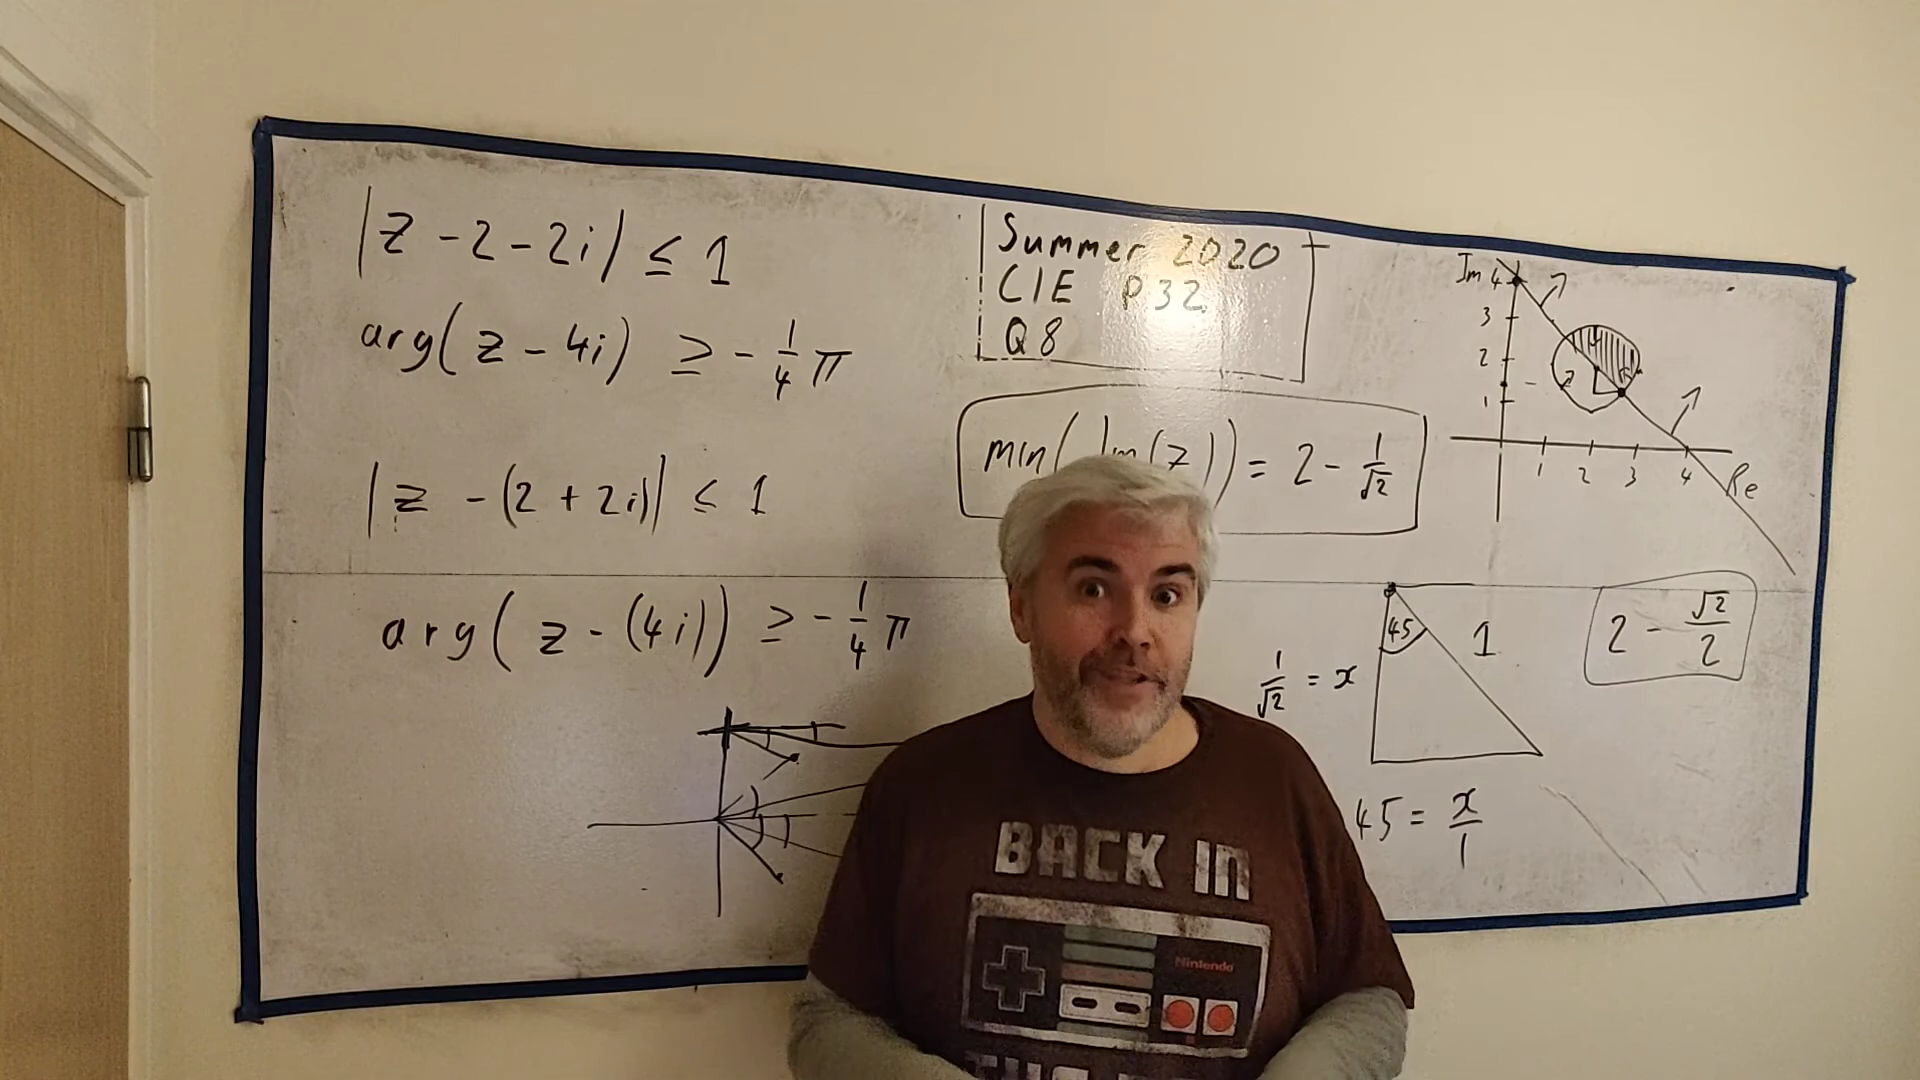 |z - 2 - 2i| ≤ 1
arg(z - 4i) ≥ - 1/4 π
|z - (2 + 2i)| ≤ 1
arg( z - (4i)) ≥ - 1/4 π
Summer 2020
CIE P32
Q8
min( Im(z)) = 2 - 1/√2
Im
4
3
2
1
1 2 3 4
Re
45
1
1/√2 = x
45 = x/1
2 - √2/2
BACK IN
Nintendo